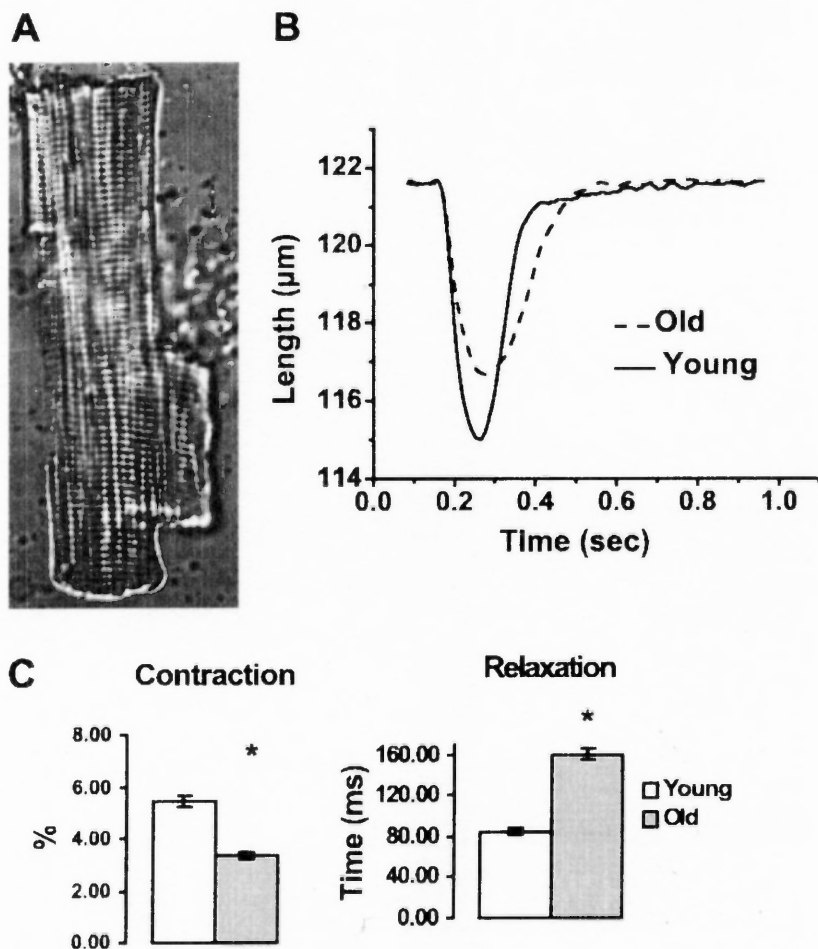 A
B
122
120
118
116
114
Length (µm)
0.0 0.2 0.4 0.6 0.8 1.0
Time (sec)
Old
Young
C
Contraction
8.00
6.00
4.00
2.00
0.00
%
*
Relaxation
160.00
120.00
80.00
40.00
0.00
Time (ms)
*
Young
Old